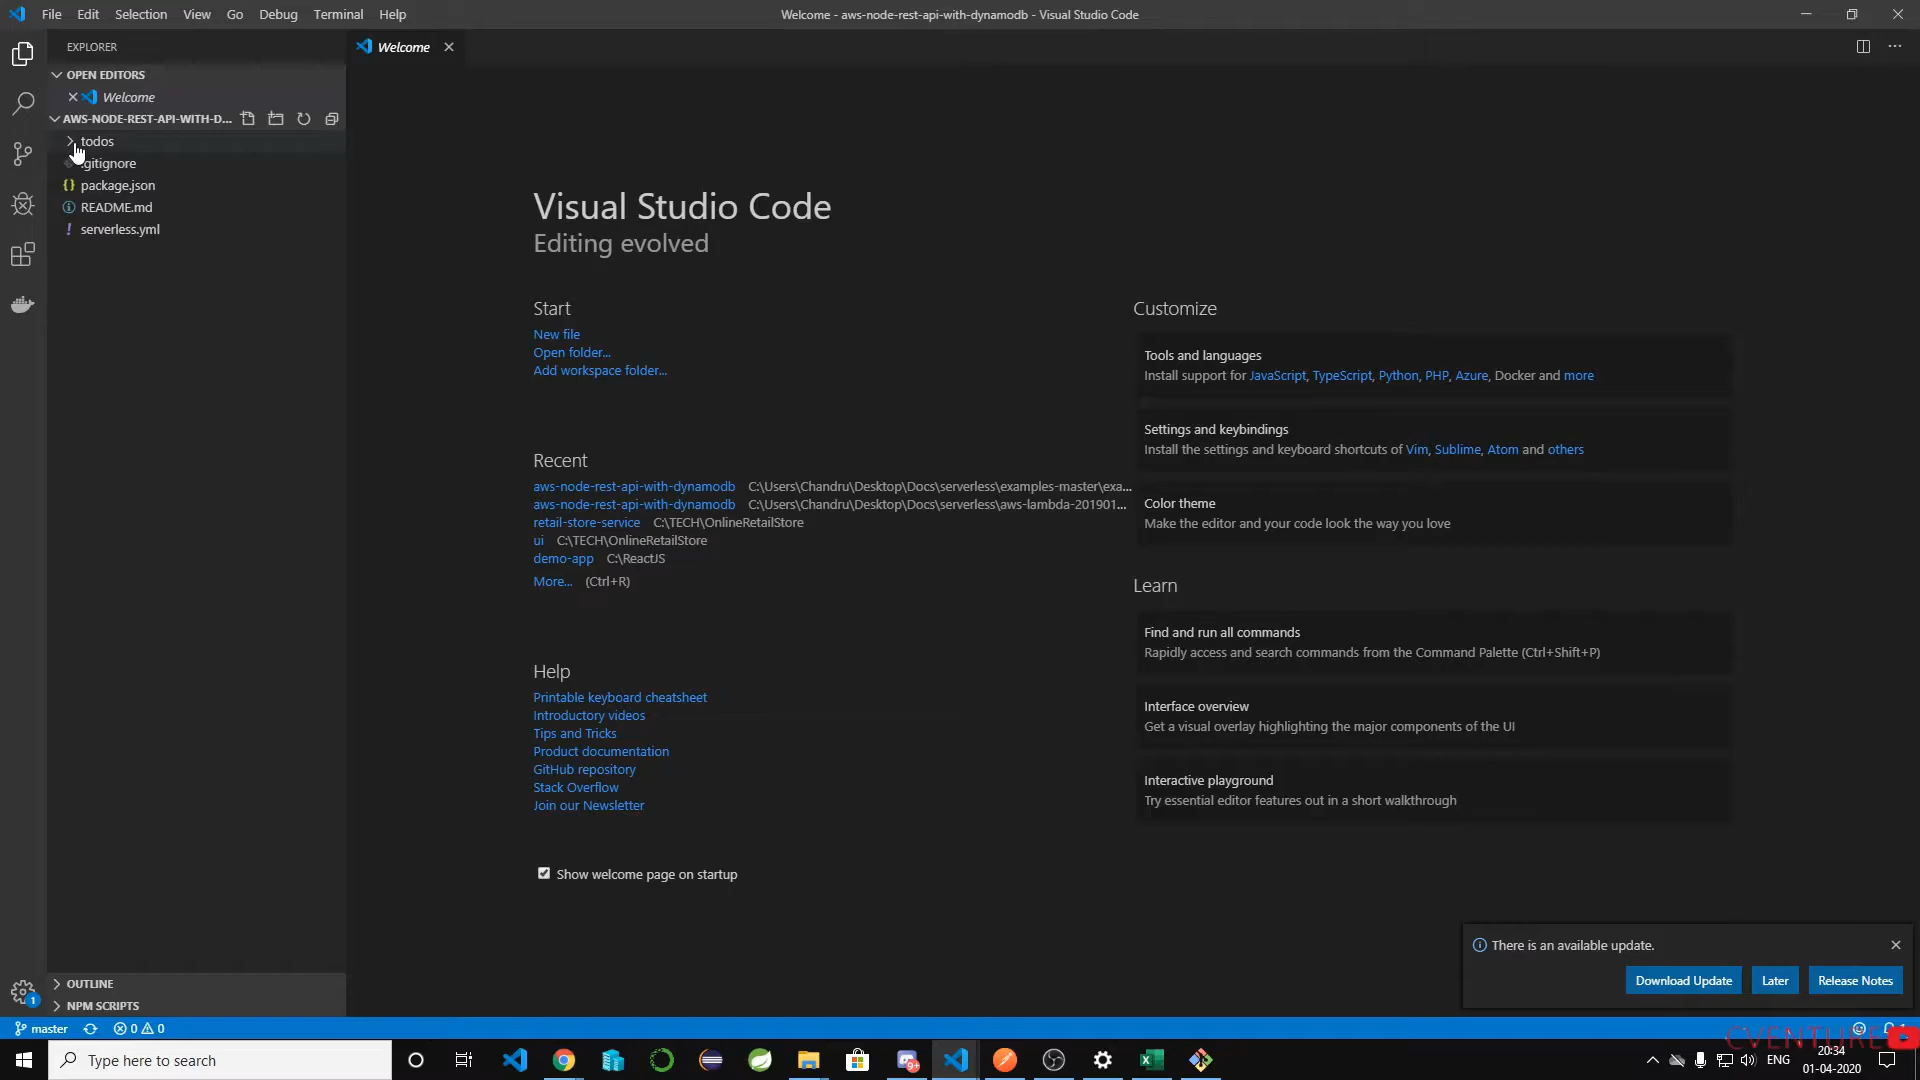 File Edit Selection View Go Debug Terminal Help
Welcome - aws-node-rest-api-with-dynamodb - Visual Studio Code
EXPLORER
Welcome
OPEN EDITORS
Welcome
AWS-NODE-REST-API-WITH-D...
todos
.gitignore
package.json
README.md
serverless.yml
Visual Studio Code
Editing evolved
Start
New file
Open folder...
Add workspace folder...
Recent
aws-node-rest-api-with-dynamodb C:\Users\Chandru\Desktop\Docs\serverless\examples-master\exa...
aws-node-rest-api-with-dynamodb C:\Users\Chandru\Desktop\Docs\serverless\aws-lambda-201901...
retail-store-service C:\TECH\OnlineRetailStore
ui C:\TECH\OnlineRetailStore
demo-app C:\ReactJS
More... (Ctrl+R)
Help
Printable keyboard cheatsheet
Introductory videos
Tips and Tricks
Product documentation
GitHub repository
Stack Overflow
Join our Newsletter
Show welcome page on startup
Customize
Tools and languages
Install support for JavaScript, TypeScript, Python, PHP, Azure, Docker and more
Settings and keybindings
Install the settings and keyboard shortcuts of Vim, Sublime, Atom and others
Color theme
Make the editor and your code look the way you love
Learn
Find and run all commands
Rapidly access and search commands from the Command Palette (Ctrl+Shift+P)
Interface overview
Get a visual overlay highlighting the major components of the UI
Interactive playground
Try essential editor features out in a short walkthrough
There is an available update.
Download Update Later Release Notes
OUTLINE
NPM SCRIPTS
1
master 0 0
CVENTURE
Type here to search
9+
ENG
20:34
01-04-2020